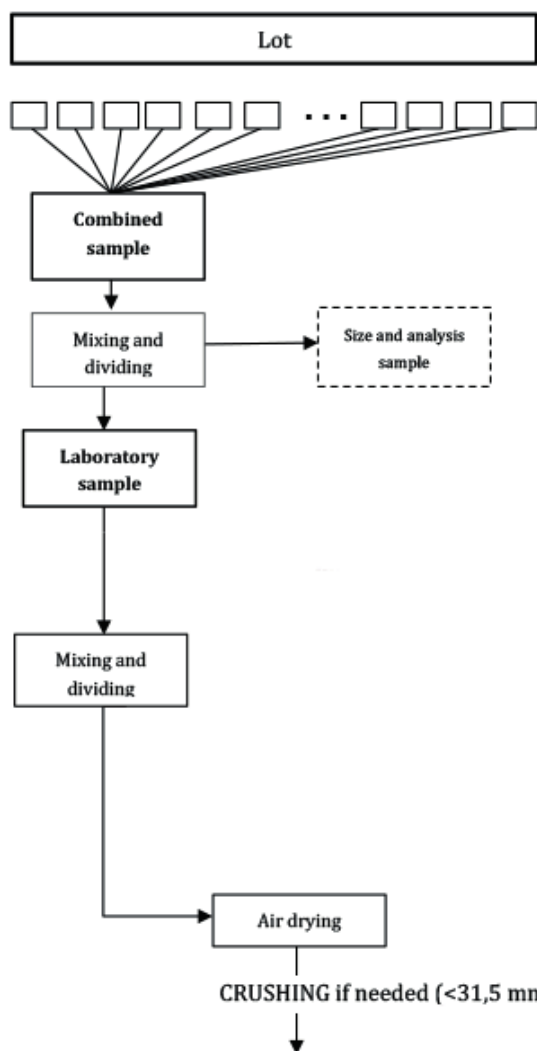 Lot
. . .
Combined
sample
Mixing and
dividing
Size and analysis
sample
Laboratory
sample
Mixing and
dividing
Air drying
CRUSHING if needed (<31,5 mm